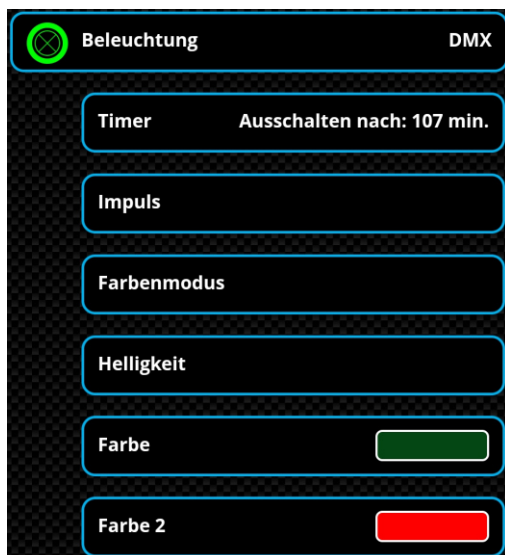 Beleuchtung DMX
Timer Ausschalten nach: 107 min.
Impuls
Farbenmodus
Helligkeit
Farbe
Farbe 2